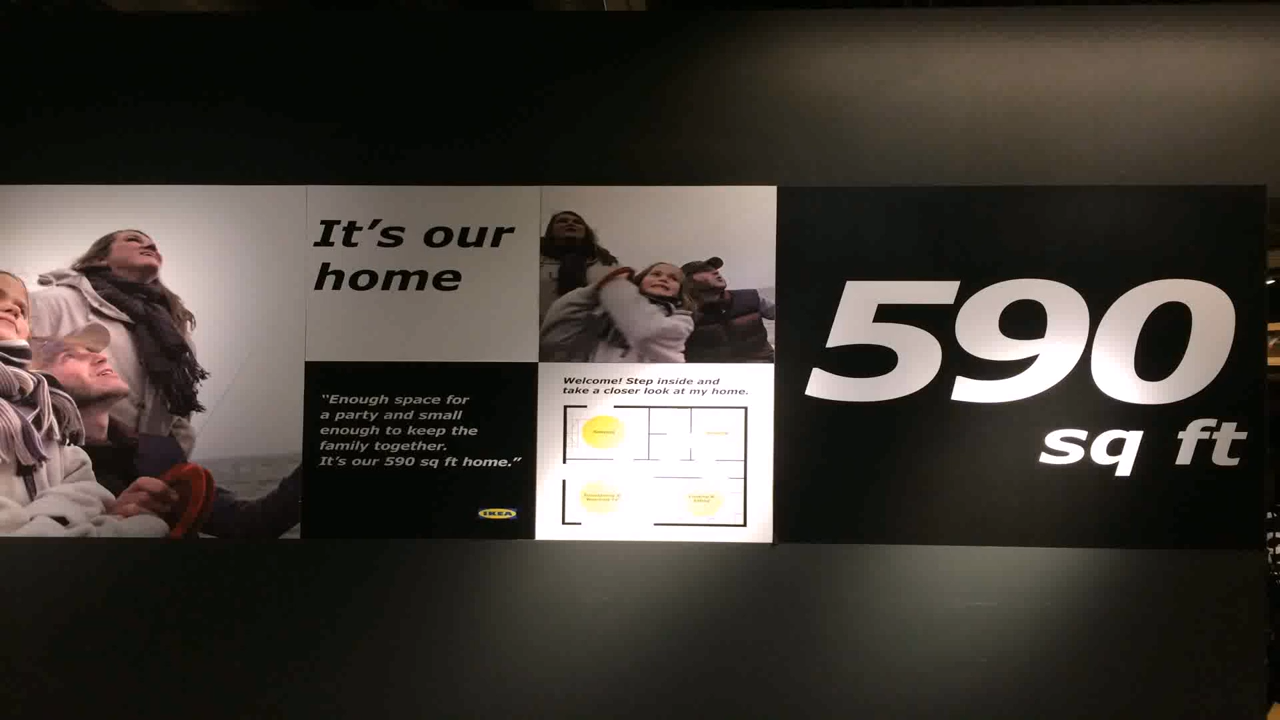 It's our
home
"Enough space for
a party and small
enough to keep the
family together.
It's our 590 sq ft home."
IKEA
Welcome! Step inside and
take a closer look at my home.
590
sq ft